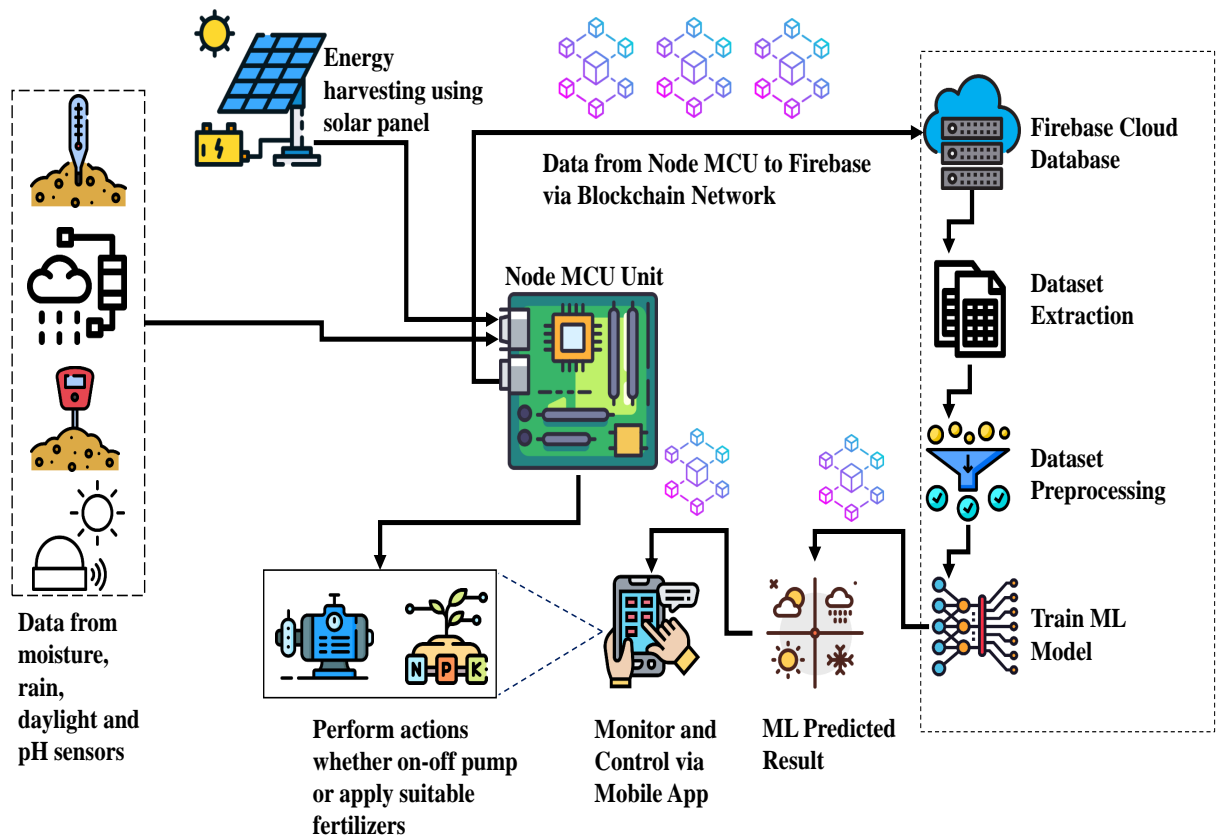 Energy
harvesting using
solar panel
Data from Node MCU to Firebase
via Blockchain Network
Firebase Cloud
Database
Node MCU Unit
Dataset
Extraction
Dataset
Preprocessing
Train ML
Model
N P K
Data from
moisture,
rain,
daylight and
pH sensors
Perform actions
whether on-off pump
or apply suitable
fertilizers
Monitor and
Control via
Mobile App
ML Predicted
Result